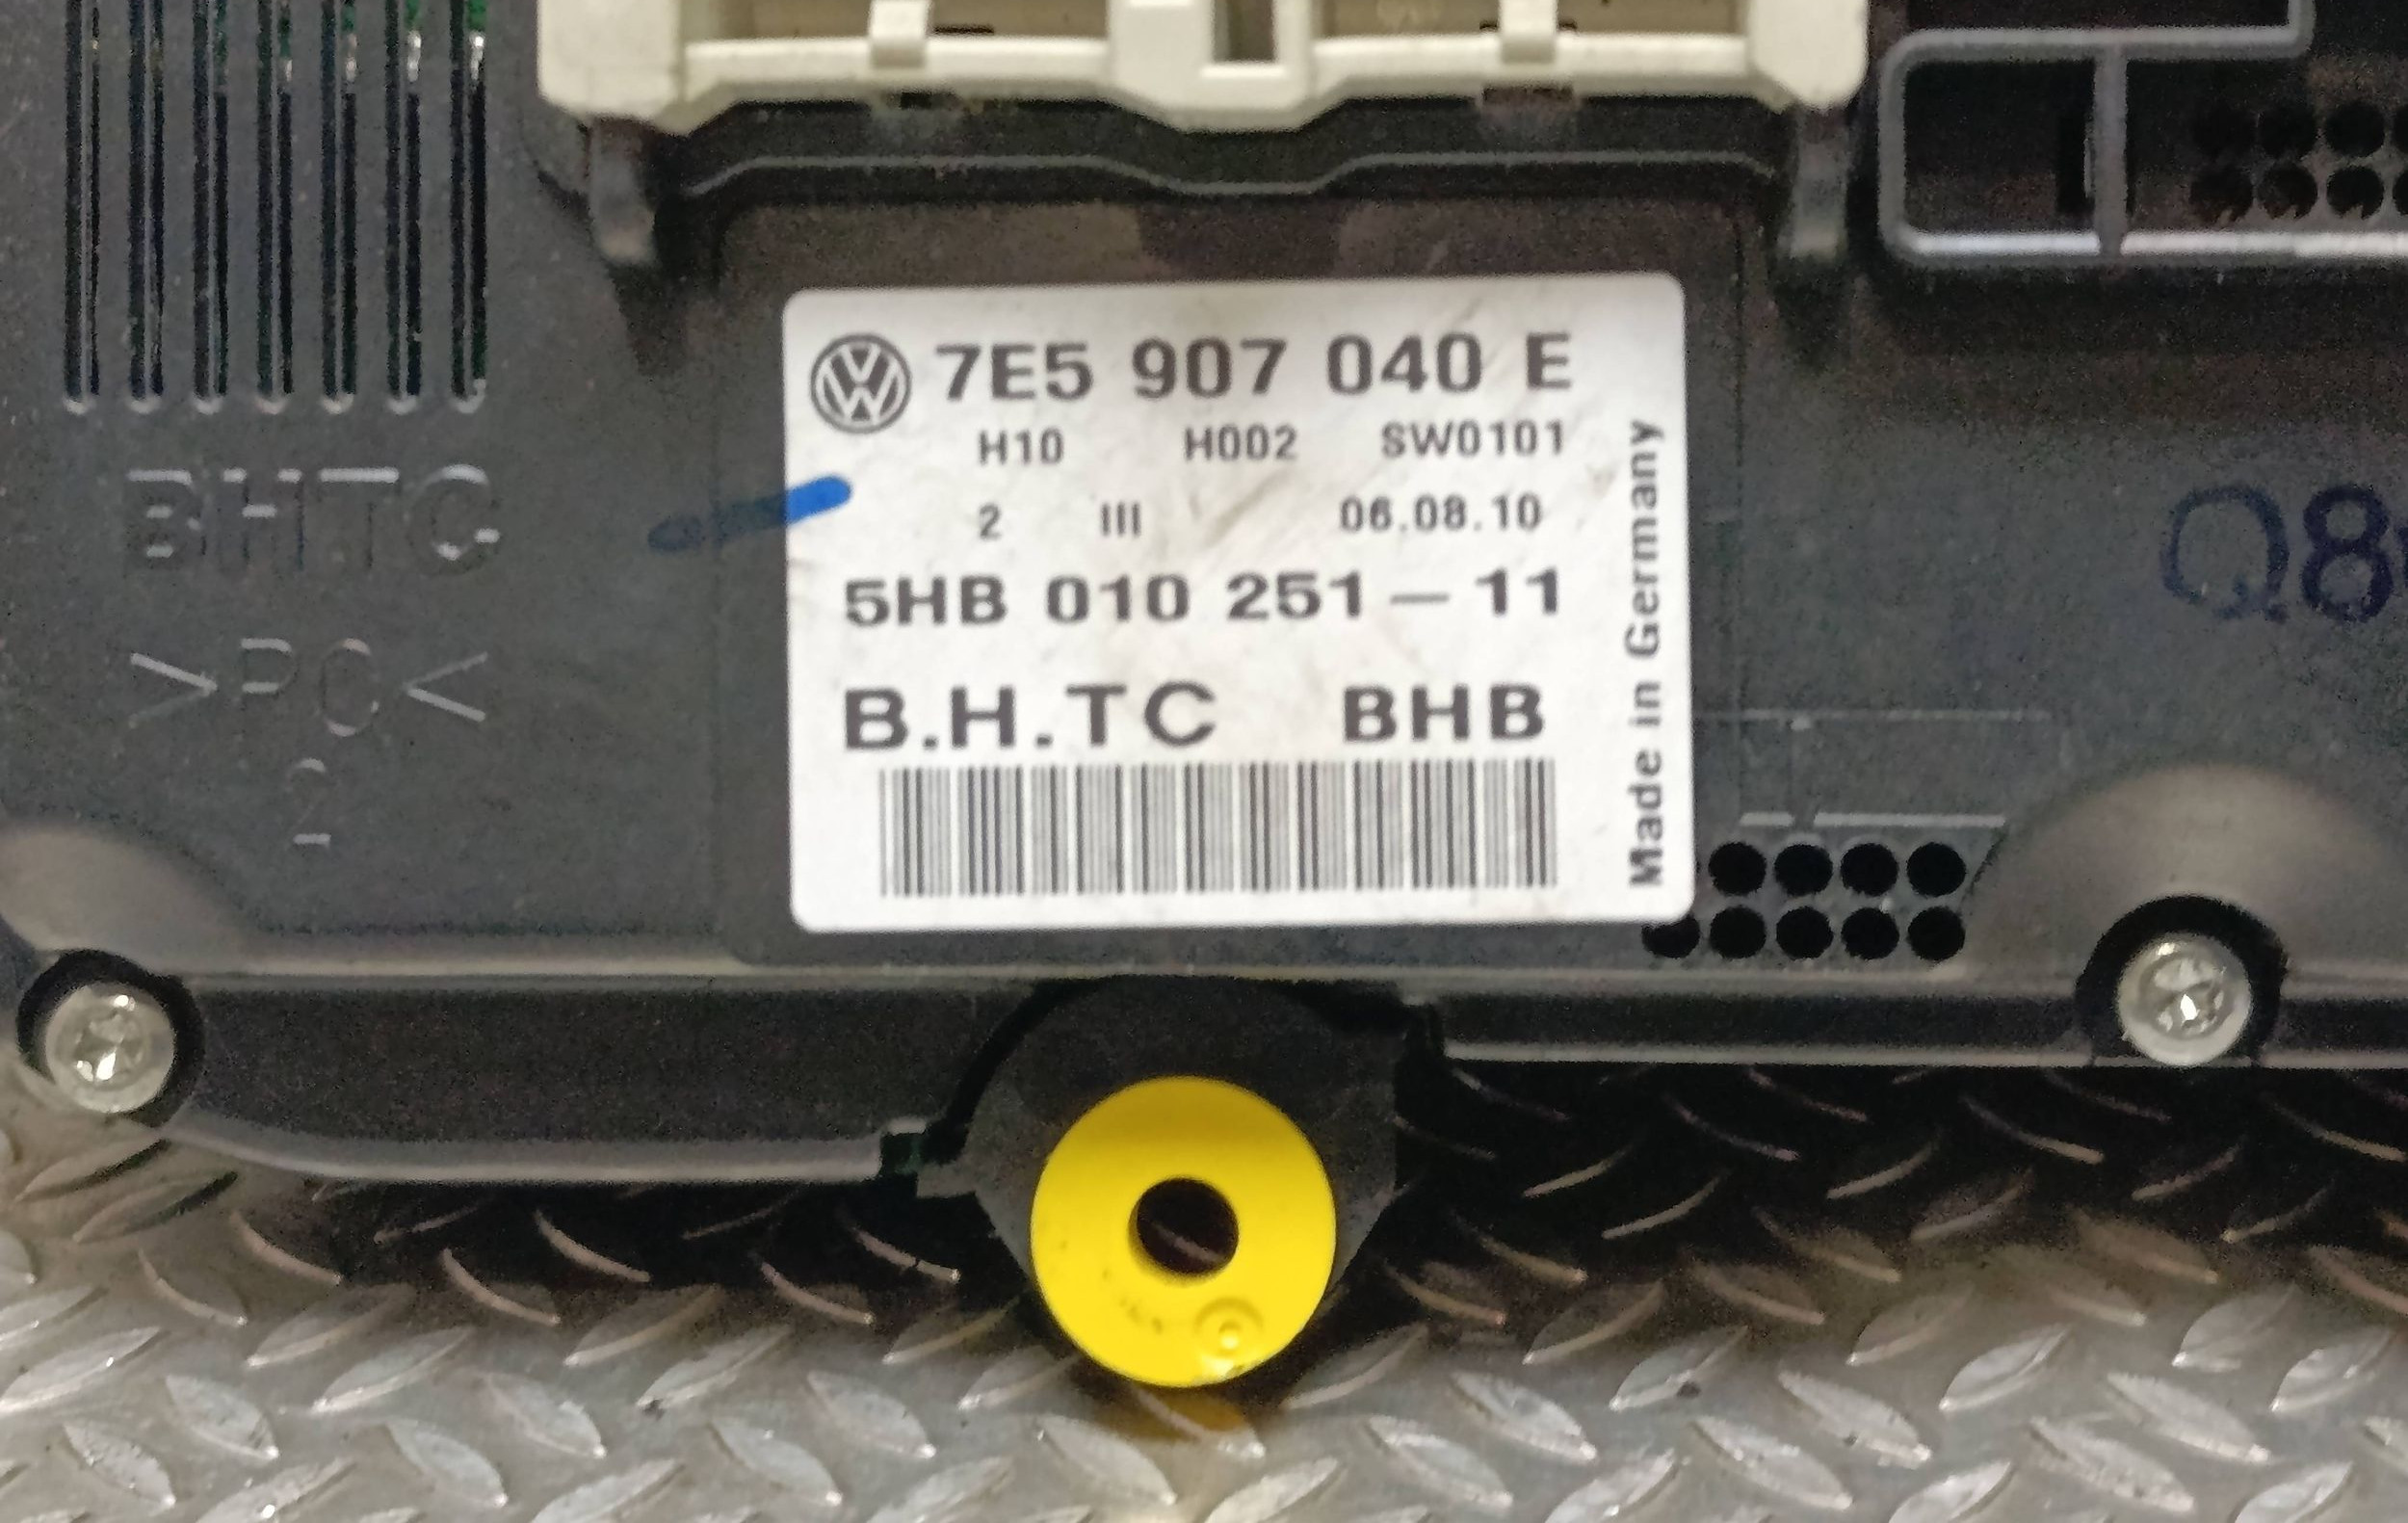 7E5 907 040 E
H10 H002 SW0101
2 III 06.08.10
5HB 010 251 – 11
B.H.TC BHB
Made in Germany
BHTC
>PC<
2
Q8